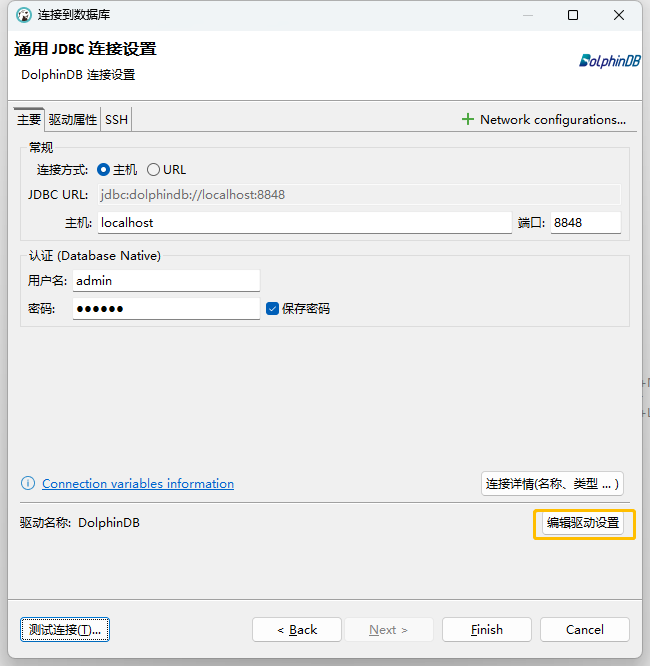 连接到数据库
通用 JDBC 连接设置
DolphinDB 连接设置
DolphinDB
主要 驱动属性 SSH
Network configurations...
常规
连接方式: 主机 URL
JDBC URL: jdbc:dolphindb://localhost:8848
主机: localhost 端口: 8848
认证 (Database Native)
用户名: admin
密码: ●●●●●● 保存密码
Connection variables information
连接详情(名称、类型 ... )
驱动名称: DolphinDB
编辑驱动设置
测试连接(T)... < Back Next > Finish Cancel